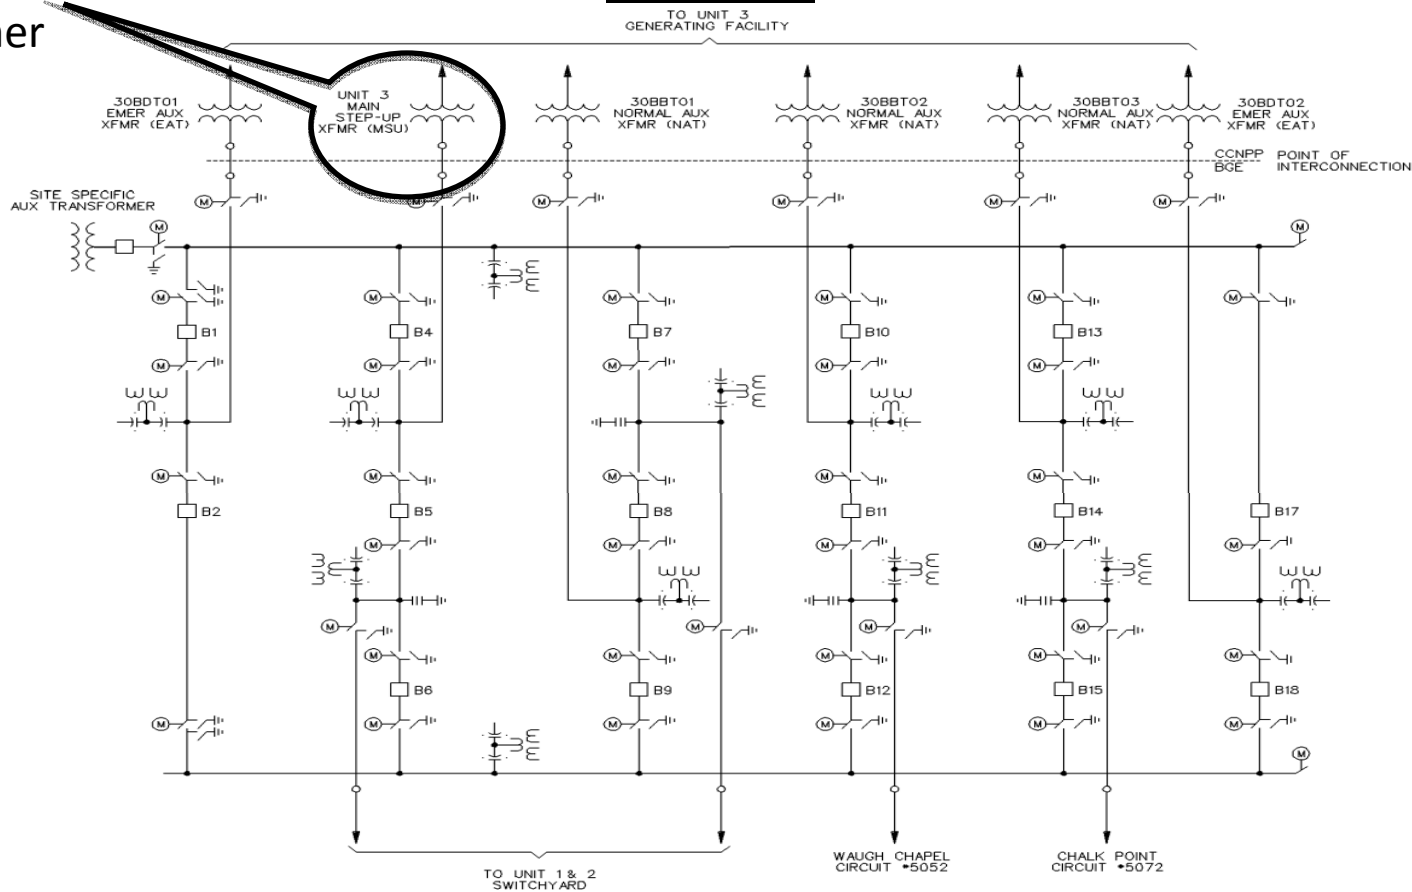 TO UNIT 3
GENERATING FACILITY
30BDT01
EMER AUX
XFMR (EAT)
UNIT 3
MAIN
STEP-UP
XFMR (MSU)
30BBT01
NORMAL AUX
XFMR (NAT)
30BBT02
NORMAL AUX
XFMR (NAT)
30BBT03
NORMAL AUX
XFMR (NAT)
30BDT02
EMER AUX
XFMR (EAT)
CCNPP
BGE
POINT OF
INTERCONNECTION
SITE SPECIFIC
AUX TRANSFORMER
M M M M M
M M
M M M M M M
B1 B4 B7 B10 B13
M M M M M
M M M M M
B2 B5 B8 B11 B14 B17
M M M M M
M M M M
M M M M M
B6 B9 B12 B15 B18
M M M M M M
M
TO UNIT 1 & 2
SWITCHYARD
WAUGH CHAPEL
CIRCUIT •5052
CHALK POINT
CIRCUIT •5072